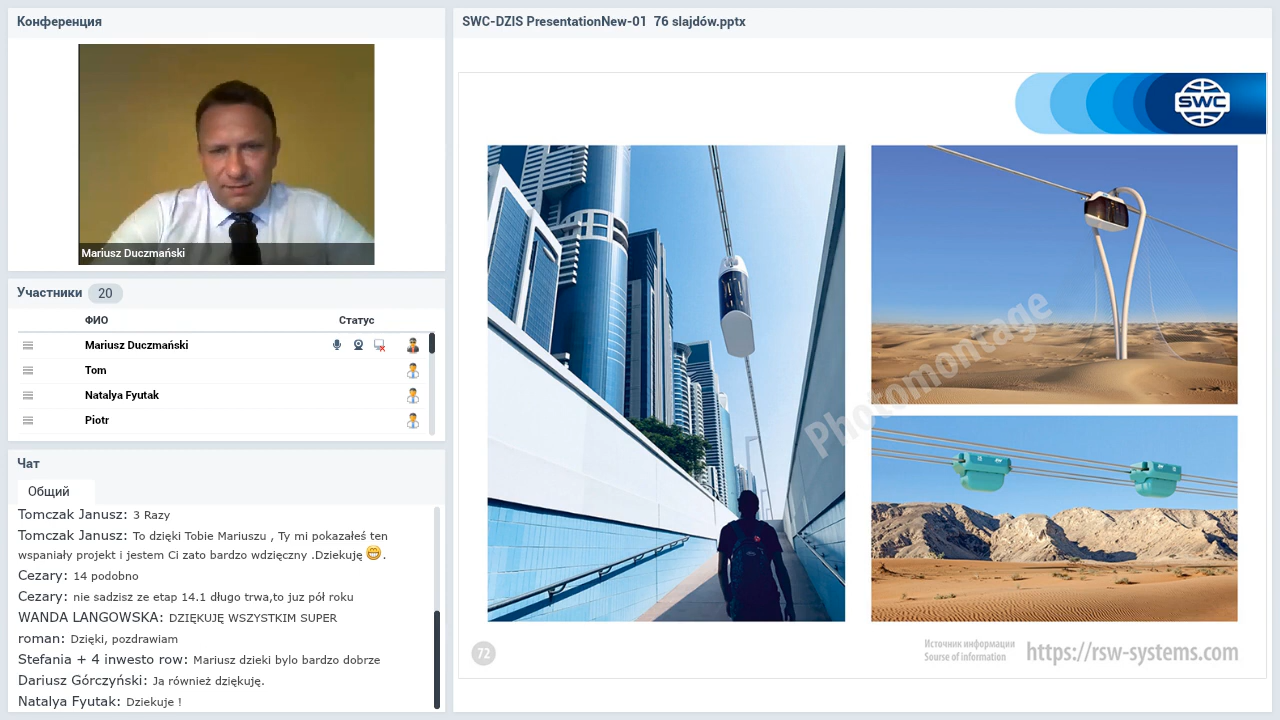 Конференция
Mariusz Duczmański
Участники 20
ФИО Статус
Mariusz Duczmański
Tom
Natalya Fyutak
Piotr
Чат
Общий
Tomczak Janusz: 3 Razy
Tomczak Janusz: To dzięki Tobie Mariuszu , Ty mi pokazałeś ten
wspaniały projekt i jestem Ci zato bardzo wdzięczny .Dziekuję 😁.
Cezary: 14 podobno
Cezary: nie sadzisz ze etap 14.1 długo trwa,to juz pół roku
WANDA LANGOWSKA: DZIĘKUJĘ WSZYSTKIM SUPER
roman: Dzięki, pozdrawiam
Stefania + 4 inwesto row: Mariusz dzieki było bardzo dobrze
Dariusz Górczyński: Ja również dziękuję.
Natalya Fyutak: Dziekuje !
SWC-DZIS PresentationNew-01 76 slajdów.pptx
SWC
Photomontage
72
Источник информации
Sourse of information
https://rsw-systems.com